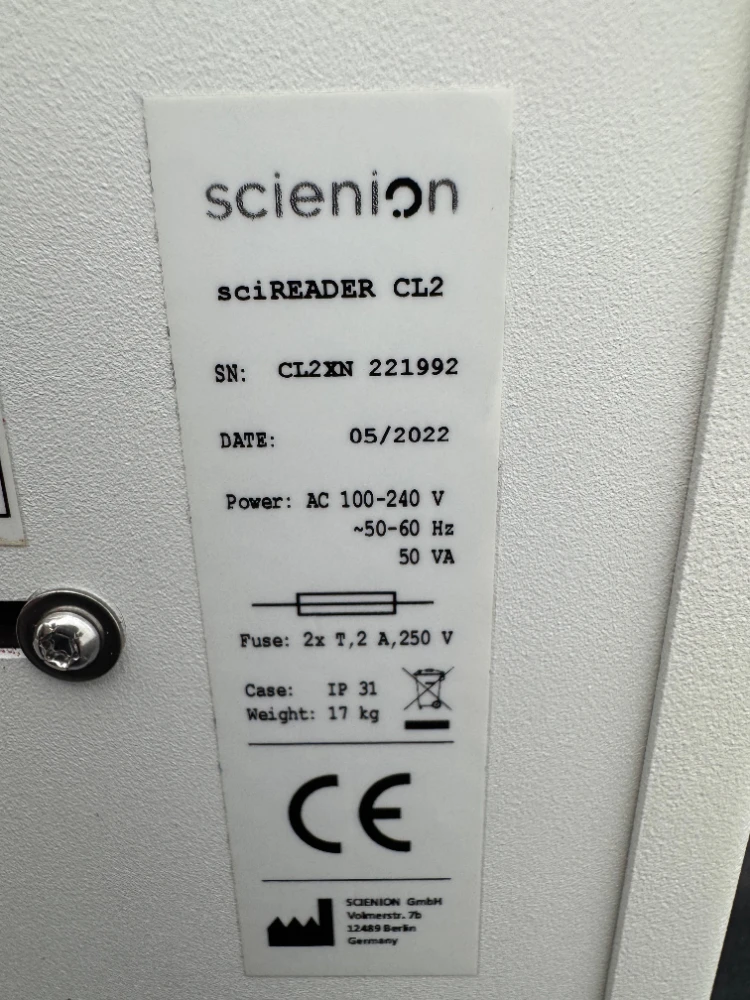 scienion
sciREADER CL2
SN: CL2XN 221992
DATE: 05/2022
Power: AC 100-240 V
~50-60 Hz
50 VA
Fuse: 2x T,2 A,250 V
Case: IP 31
Weight: 17 kg
CE
SCIENION GmbH
Volmerstr. 7b
12489 Berlin
Germany